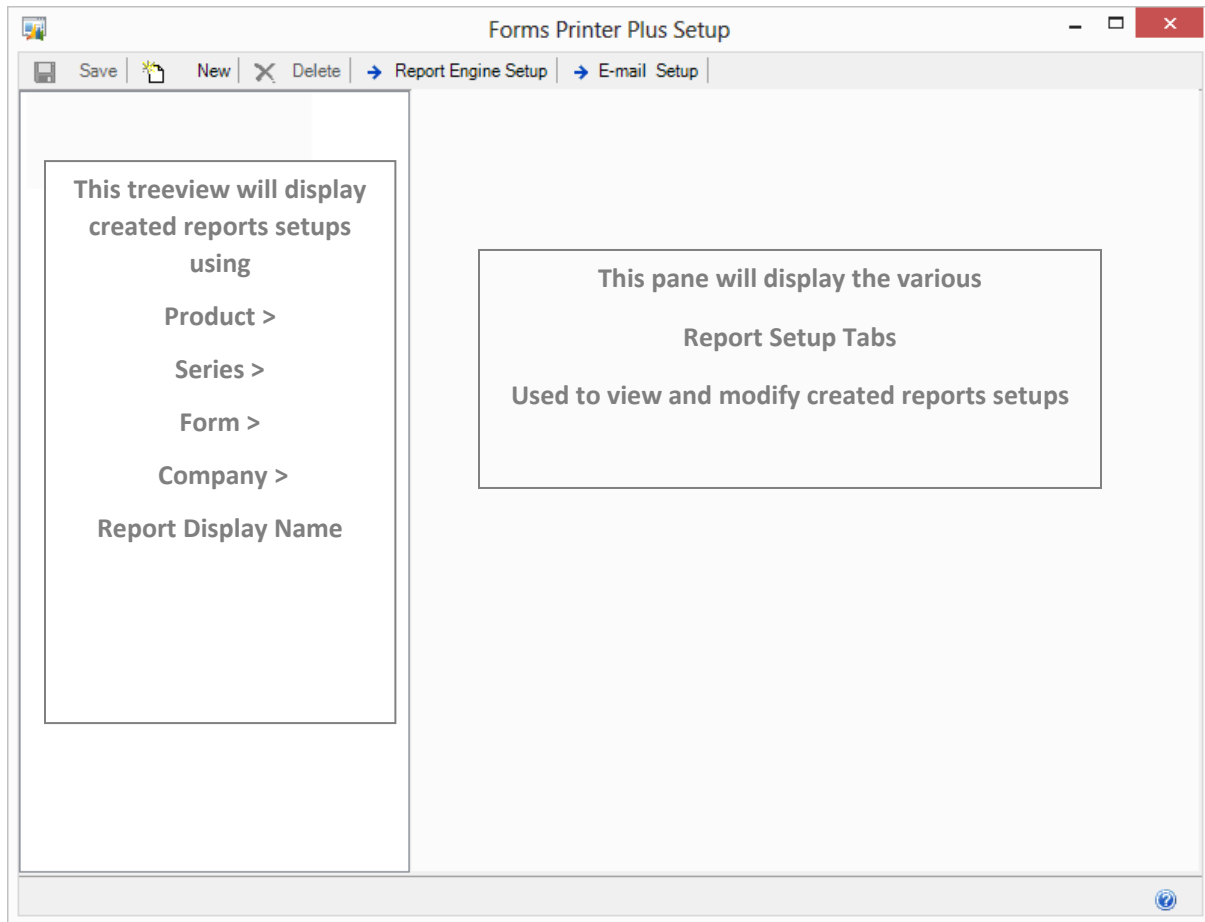 Forms Printer Plus Setup
Save New Delete Report Engine Setup E-mail Setup
This treeview will display
created reports setups
using
Product >
Series >
Form >
Company >
Report Display Name
This pane will display the various
Report Setup Tabs
Used to view and modify created reports setups